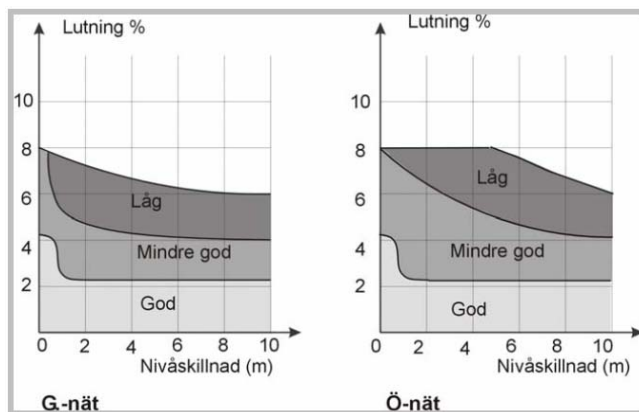 Lutning %
10
8
6
4
2
0 2 4 6 8 10
Låg
Mindre god
God
Nivåskillnad (m)
G.-nät
Lutning %
10
8
6
4
2
0 2 4 6 8 10
Låg
Mindre god
God
Nivåskillnad (m)
Ö-nät